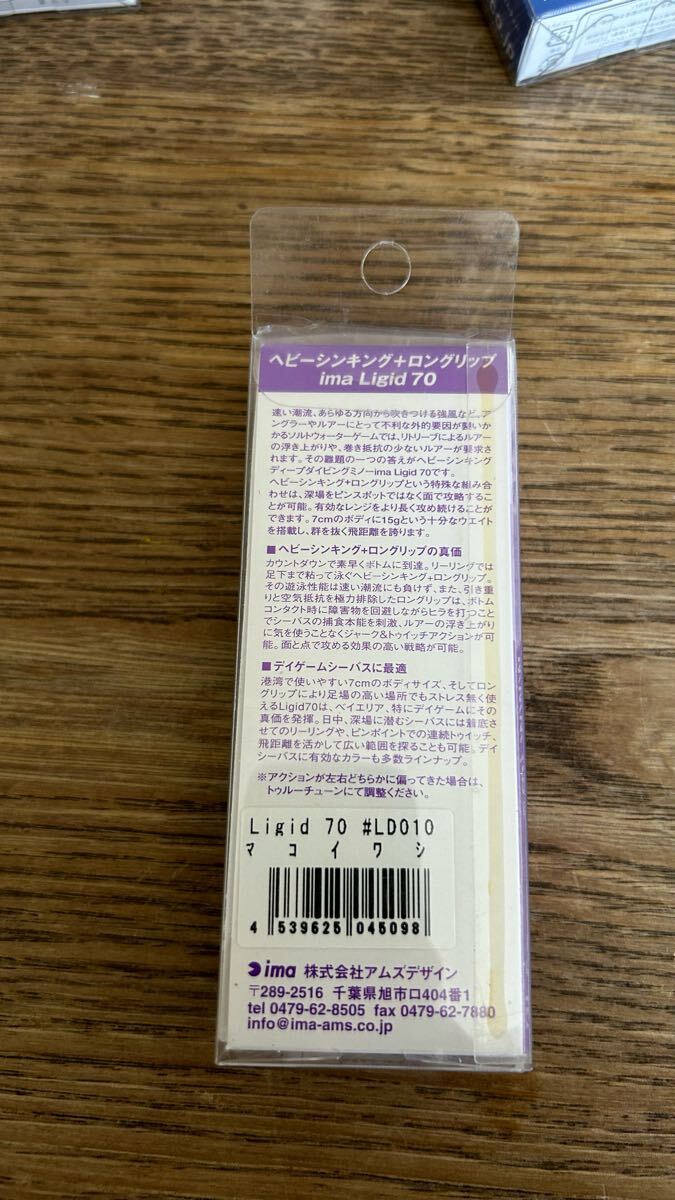 ヘビーシンキング+ロングリップ
ima Ligid 70
速い潮流、あらゆる方向から吹きつける強風など、ア
ングラーやルアーにとって不利な外的要因が襲いか
かるソルトウォーターゲームでは、リトリーブによるルアー
の浮き上がりや、巻き抵抗の少ないルアーが要求さ
れます。その難題の一つの答えがヘビーシンキング
ディープダイビングミノーima Ligid 70です。
ヘビーシンキング+ロングリップという特殊な組み合
わせは、深場をピンスポットではなく面で攻略するこ
とが可能。有効なレンジをより長く攻め続けることが
できます。7cmのボディに15gという十分なウエイト
を搭載し、群を抜く飛距離を誇ります。
■ヘビーシンキング+ロングリップの真価
カウントダウンで素早くボトムに到達。リーリングでは
足下まで粘って泳ぐヘビーシンキング+ロングリップ。
その遊泳性能は速い潮流にも負けず、また、引き重
りと空気抵抗を極力排除したロングリップは、ボトム
コンタクト時に障害物を回避しながらヒラを打つこと
でシーバスの捕食本能を刺激、ルアーの浮き上がり
に気を使うことなくジャーク&トゥイッチアクションが可
能。面と点で攻める効果の高い戦略が可能。
■デイゲームシーバスに最適
港湾で使いやすい7cmのボディサイズ、そしてロン
グリップにより足場の高い場所でもストレス無く使
えるLigid70は、ベイエリア、特にデイゲームにその
真価を発揮。日中、深場に潜むシーバスには着底さ
せてのリーリングや、ピンポイントでの連続トゥイッチ、
飛距離を活かして広い範囲を探ることも可能。デイ
シーバスに有効なカラーも多数ラインナップ。
※アクションが左右どちらかに偏ってきた場合は、
トゥルーチューンにて調整ください。
Ligid 70 #LD010
マコイワシ
4 539625 045098
ima 株式会社アムズデザイン
〒289-2516 千葉県旭市ロ404番1
tel 0479-62-8505 fax 0479-62-7880
info@ima-ams.co.jp